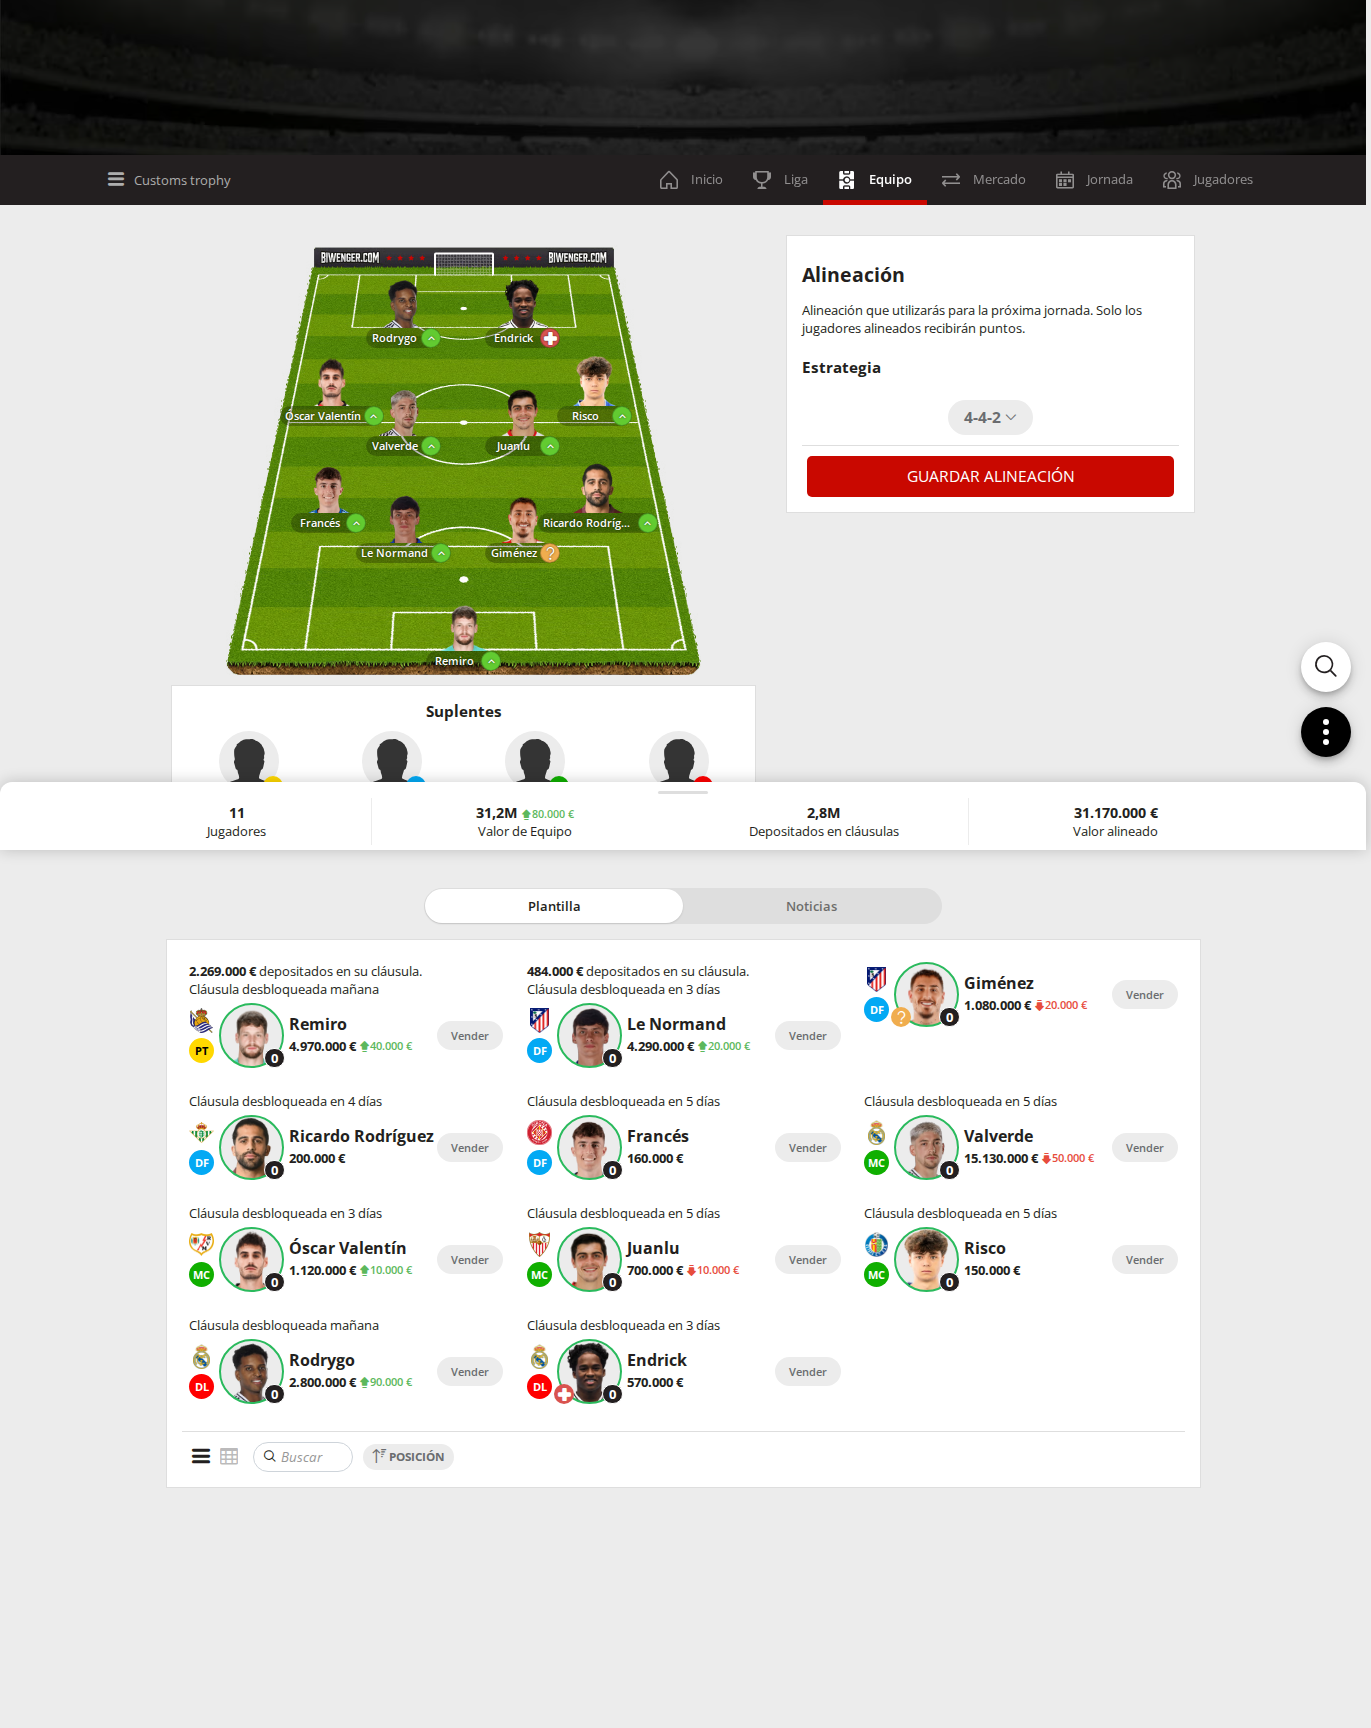 Customs trophy
Inicio
Liga
Equipo
Mercado
Jornada
Jugadores
BIWENGER.COM
BIWENGER.COM
Rodrygo
Endrick
Óscar Valentín
Risco
Valverde
Juanlu
Francés
Ricardo Rodríg...
Le Normand
Giménez ?
Remiro
Alineación
Alineación que utilizarás para la próxima jornada. Solo los
jugadores alineados recibirán puntos.
Estrategia
4-4-2
GUARDAR ALINEACIÓN
Suplentes
11
Jugadores
31,2M 80.000 €
Valor de Equipo
2,8M
Depositados en cláusulas
31.170.000 €
Valor alineado
Plantilla
Noticias
2.269.000 € depositados en su cláusula.
Cláusula desbloqueada mañana
PT
0
Remiro
4.970.000 € 40.000 €
Vender
484.000 € depositados en su cláusula.
Cláusula desbloqueada en 3 días
DF
0
Le Normand
4.290.000 € 20.000 €
Vender
DF
?
0
Giménez
1.080.000 € 20.000 €
Vender
Cláusula desbloqueada en 4 días
DF
0
Ricardo Rodríguez
200.000 €
Vender
Cláusula desbloqueada en 5 días
DF
0
Francés
160.000 €
Vender
Cláusula desbloqueada en 5 días
MC
0
Valverde
15.130.000 € 50.000 €
Vender
Cláusula desbloqueada en 3 días
MC
0
Óscar Valentín
1.120.000 € 10.000 €
Vender
Cláusula desbloqueada en 5 días
MC
0
Juanlu
700.000 € 10.000 €
Vender
Cláusula desbloqueada en 5 días
MC
0
Risco
150.000 €
Vender
Cláusula desbloqueada mañana
DL
0
Rodrygo
2.800.000 € 90.000 €
Vender
Cláusula desbloqueada en 3 días
DL
0
Endrick
570.000 €
Vender
Buscar
POSICIÓN